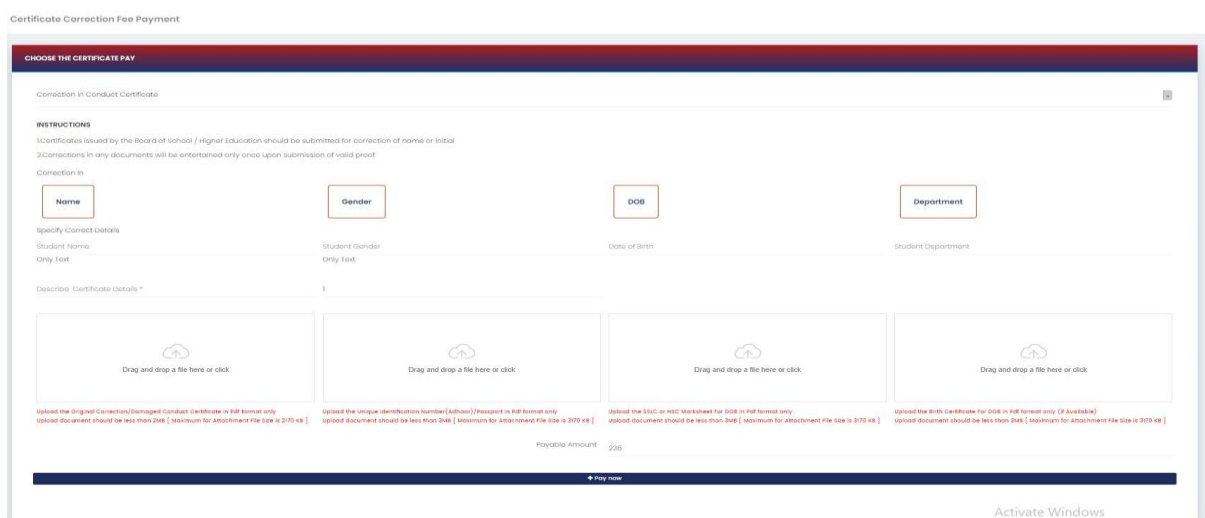 Certificate Correction Fee Payment
CHOOSE THE CERTIFICATE PAY
Correction in Conduct Certificate
INSTRUCTIONS
1.Certificates issued by the Board of School / Higher Education should be submitted for correction of name or initial
2.Corrections in any documents will be entertained only once upon submission of valid proof
Correction in
Name Gender DOB Department
Specify Correct Details
Student Name Student Gender Date of Birth Student Department
Only Text Only Text
Describe Certificate Details * 1
Drag and drop a file here or click Drag and drop a file here or click Drag and drop a file here or click Drag and drop a file here or click
Upload the Original Correction/Damaged Conduct Certificate in Pdf format only Upload the Unique Identification Number(Adhaar)/Passport in Pdf format only Upload the SSLC or HSC Marksheet For DOB in Pdf format only Upload the Birth Certificate For DOB in Pdf format only (If Available)
Upload document should be less than 2MB [ Maximum for Attachment File Size is 2170 KB ] Upload document should be less than 3MB [ Maximum for Attachment File Size is 3170 KB ] Upload document should be less than 3MB [ Maximum for Attachment File Size is 3170 KB ] Upload document should be less than 3MB [ Maximum for Attachment File Size is 3170 KB ]
Payable Amount 236
+ Pay now
Activate Windows